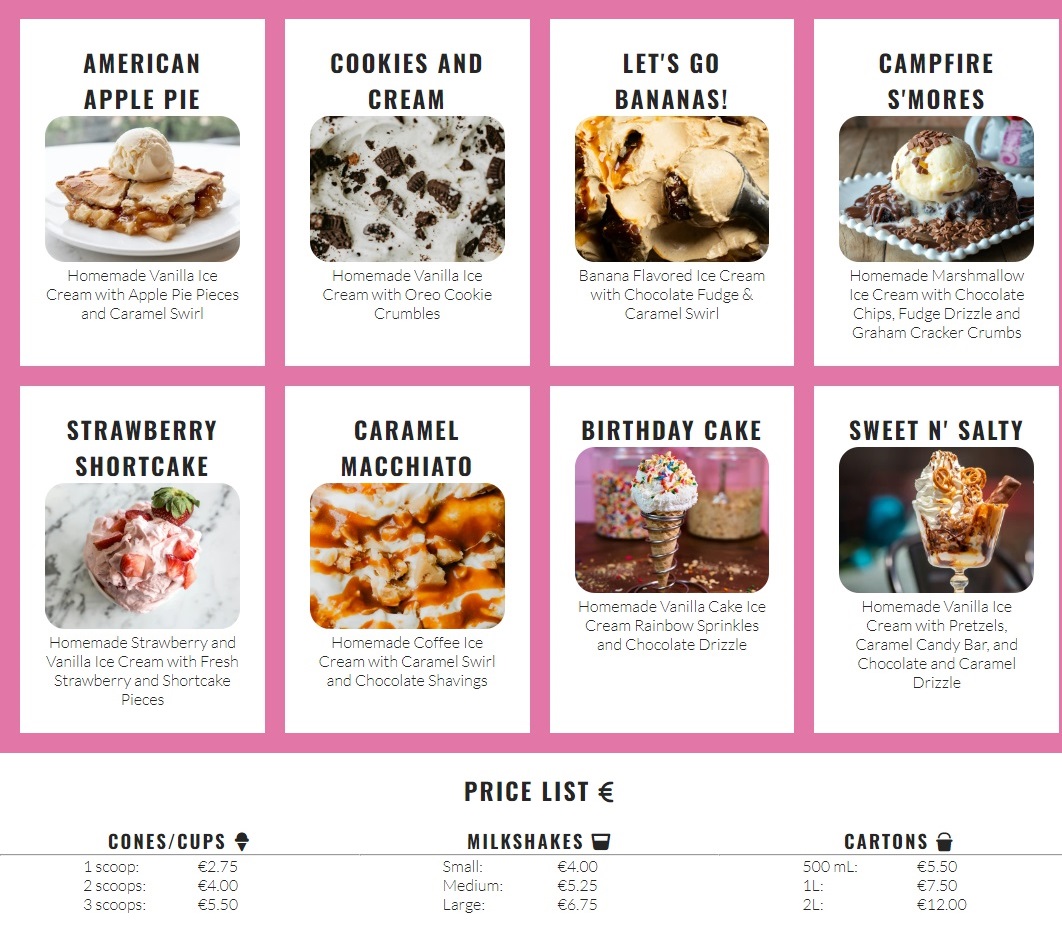 AMERICAN
APPLE PIE
Homemade Vanilla Ice
Cream with Apple Pie Pieces
and Caramel Swirl
COOKIES AND
CREAM
Homemade Vanilla Ice
Cream with Oreo Cookie
Crumbles
LET'S GO
BANANAS!
Banana Flavored Ice Cream
with Chocolate Fudge &
Caramel Swirl
CAMPFIRE
S'MORES
Homemade Marshmallow
Ice Cream with Chocolate
Chips, Fudge Drizzle and
Graham Cracker Crumbs
STRAWBERRY
SHORTCAKE
Homemade Strawberry and
Vanilla Ice Cream with Fresh
Strawberry and Shortcake
Pieces
CARAMEL
MACCHIATO
Homemade Coffee Ice
Cream with Caramel Swirl
and Chocolate Shavings
BIRTHDAY CAKE
Homemade Vanilla Cake Ice
Cream Rainbow Sprinkles
and Chocolate Drizzle
SWEET N' SALTY
Homemade Vanilla Ice
Cream with Pretzels,
Caramel Candy Bar, and
Chocolate and Caramel
Drizzle
PRICE LIST €
CONES/CUPS
1 scoop: €2.75
2 scoops: €4.00
3 scoops: €5.50
MILKSHAKES
Small: €4.00
Medium: €5.25
Large: €6.75
CARTONS
500 mL: €5.50
1L: €7.50
2L: €12.00